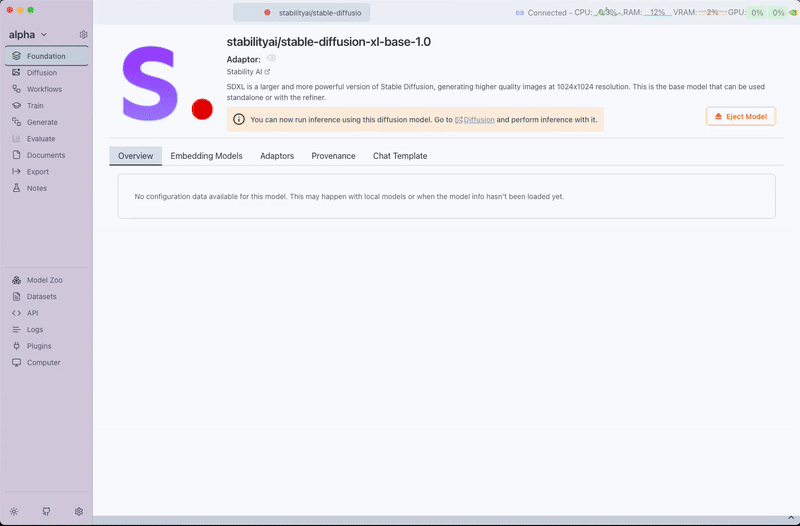 alpha
Foundation
Diffusion
Workflows
Train
Generate
Evaluate
Documents
Export
Notes
Model Zoo
Datasets
API
Logs
Plugins
Computer
stabilityai/stable-diffusio
Connected - CPU: 0.3% RAM: 12% VRAM: 2% GPU: 0% 0%
S.
stabilityai/stable-diffusion-xl-base-1.0
Adaptor:
Stability AI
SDXL is a larger and more powerful version of Stable Diffusion, generating higher quality images at 1024x1024 resolution. This is the base model that can be used
standalone or with the refiner.
You can now run inference using this diffusion model. Go to Diffusion and perform inference with it.
Eject Model
Overview Embedding Models Adaptors Provenance Chat Template
No configuration data available for this model. This may happen with local models or when the model info hasn't been loaded yet.